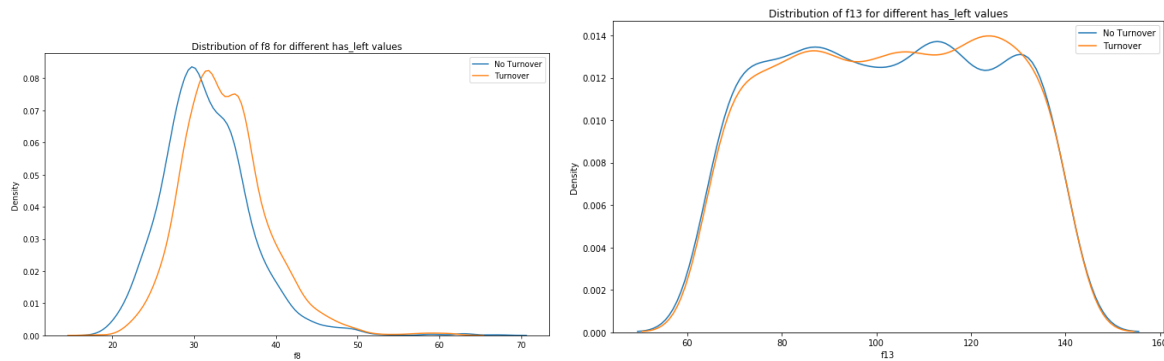 Distribution of f8 for different has_left values
No Turnover
Turnover
Density
0.08
0.07
0.06
0.05
0.04
0.03
0.02
0.01
0.00
20 30 40 50 60 70
f8
Distribution of f13 for different has_left values
No Turnover
Turnover
Density
0.014
0.012
0.010
0.008
0.006
0.004
0.002
0.000
60 80 100 120 140 160
f13